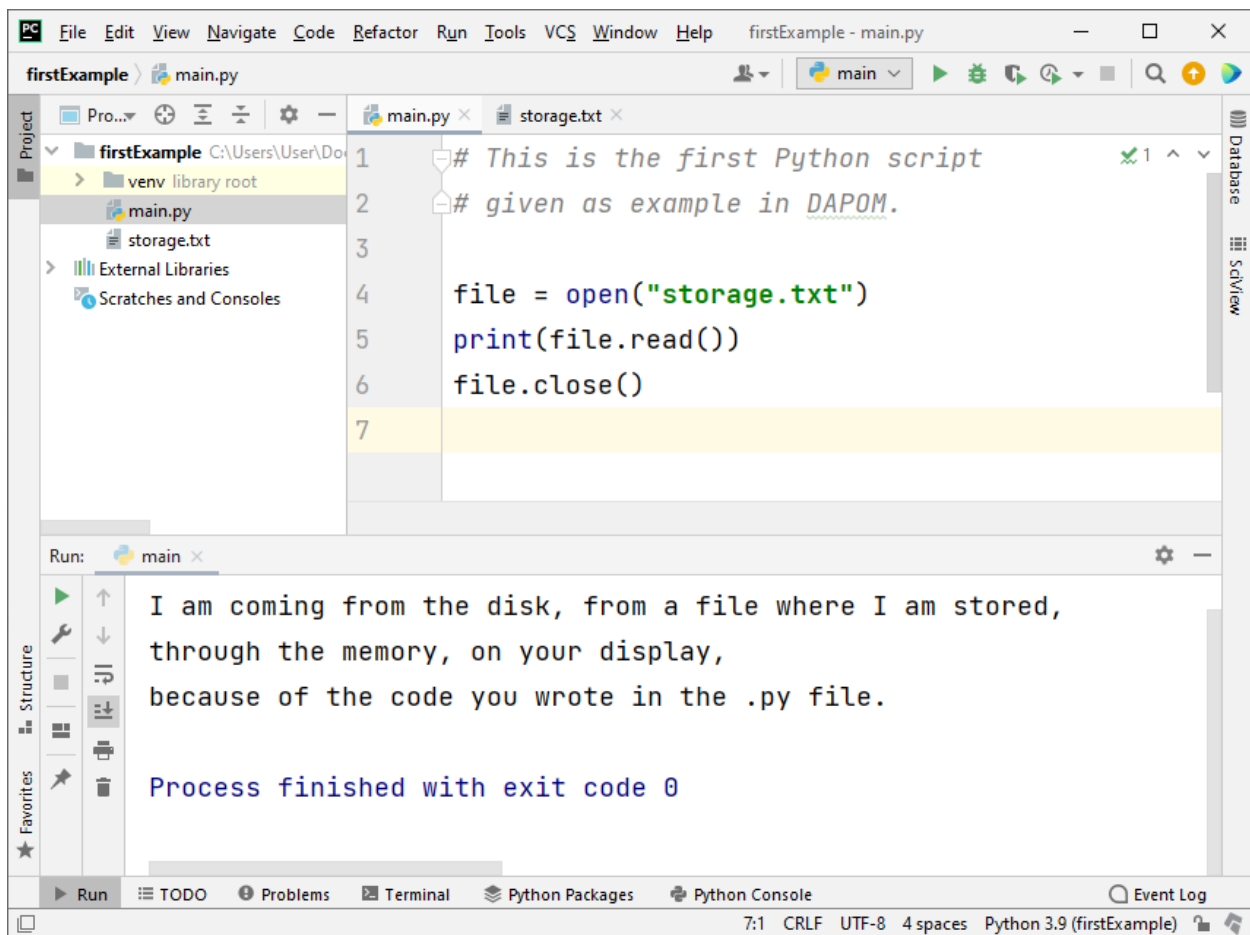 PC File Edit View Navigate Code Refactor Run Tools VCS Window Help firstExample - main.py
firstExample main.py main
Project
Pro...
firstExample C:\Users\User\Do
venv library root
main.py
storage.txt
External Libraries
Scratches and Consoles
main.py storage.txt
1 # This is the first Python script
2 # given as example in DAPOM.
3
4 file = open("storage.txt")
5 print(file.read())
6 file.close()
7
1
Database
SciView
Run: main
I am coming from the disk, from a file where I am stored,
through the memory, on your display,
because of the code you wrote in the .py file.
Process finished with exit code 0
Structure
Favorites
Run TODO Problems Terminal Python Packages Python Console Event Log
7:1 CRLF UTF-8 4 spaces Python 3.9 (firstExample)